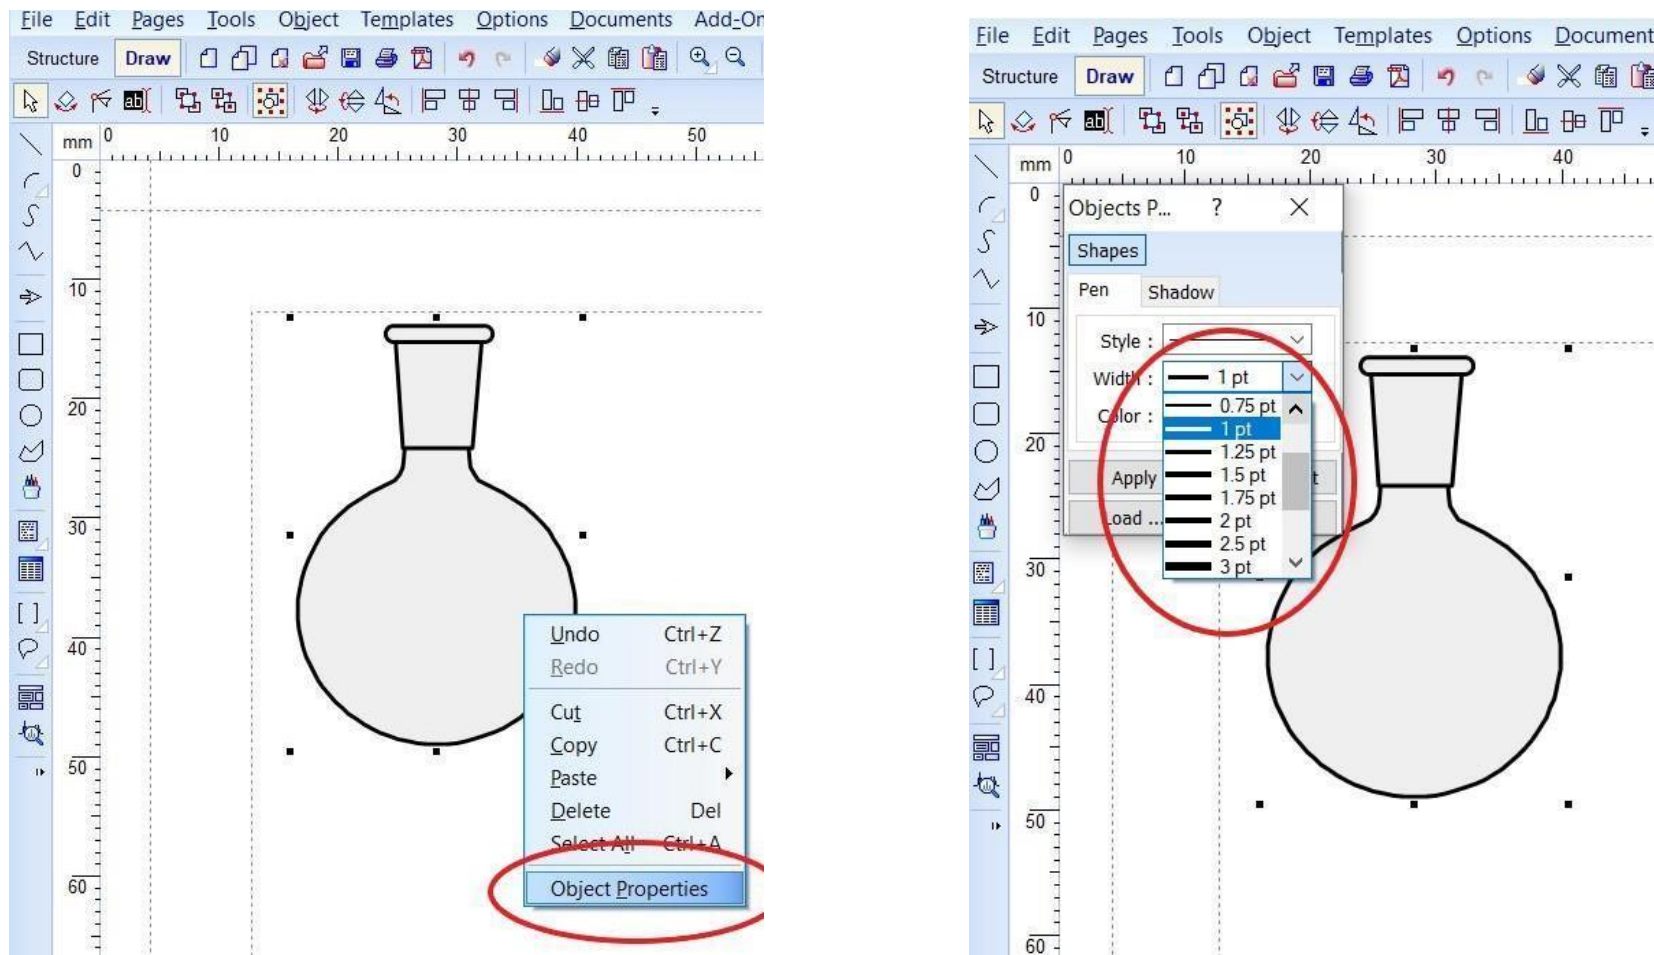 File Edit Pages Tools Object Templates Options Documents Add-On
Structure Draw
ab
mm 0 10 20 30 40 50
0
10
20
30
40
50
60
Undo Ctrl+Z
Redo Ctrl+Y
Cut Ctrl+X
Copy Ctrl+C
Paste
Delete Del
Select All Ctrl+A
Object Properties
File Edit Pages Tools Object Templates Options Document
Structure Draw
ab
mm 0 10 20 30 40
0
10
20
30
40
50
60
Objects P... ?
Shapes
Pen Shadow
Style :
Width : 1 pt
Color :
0.75 pt
1 pt
1.25 pt
1.5 pt
1.75 pt
2 pt
2.5 pt
3 pt
Apply t
Load ...